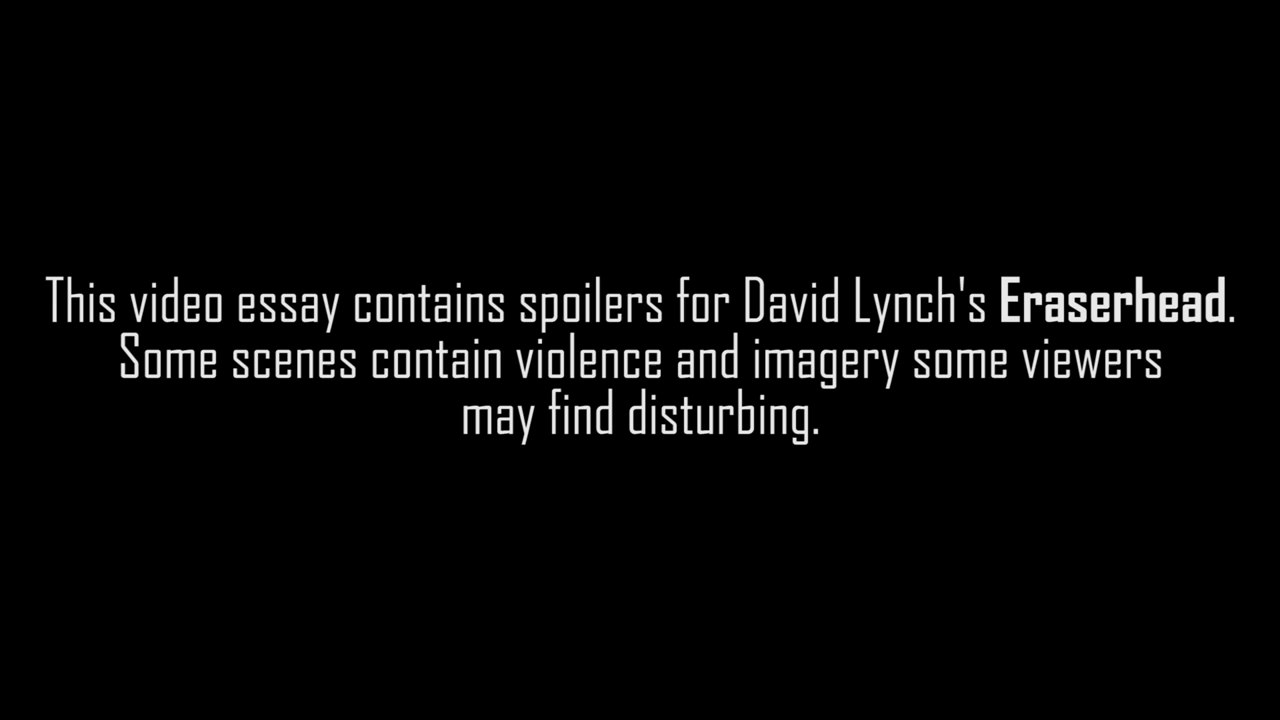 This video essay contains spoilers for David Lynch's Eraserhead.
Some scenes contain violence and imagery some viewers
may find disturbing.